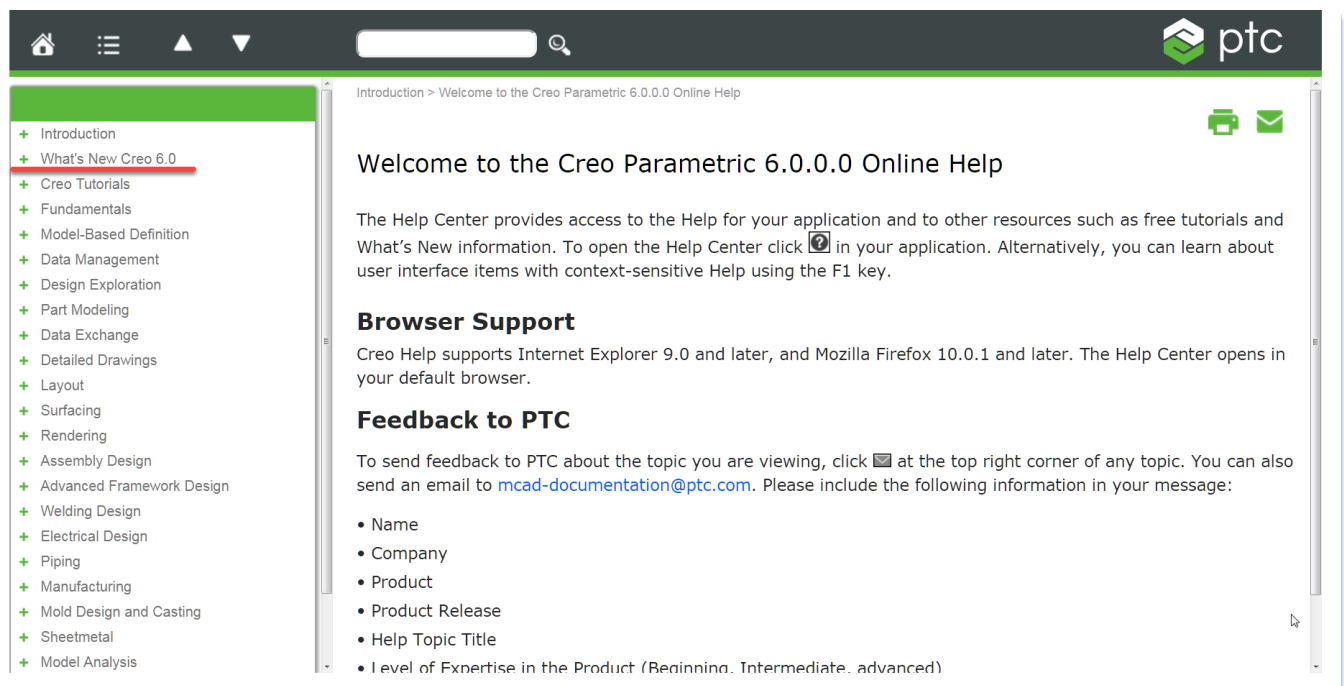 ptc
Introduction > Welcome to the Creo Parametric 6.0.0.0 Online Help
Introduction
What's New Creo 6.0
Creo Tutorials
Fundamentals
Model-Based Definition
Data Management
Design Exploration
Part Modeling
Data Exchange
Detailed Drawings
Layout
Surfacing
Rendering
Assembly Design
Advanced Framework Design
Welding Design
Electrical Design
Piping
Manufacturing
Mold Design and Casting
Sheetmetal
Model Analysis
Welcome to the Creo Parametric 6.0.0.0 Online Help
The Help Center provides access to the Help for your application and to other resources such as free tutorials and
What’s New information. To open the Help Center click ? in your application. Alternatively, you can learn about
user interface items with context-sensitive Help using the F1 key.
Browser Support
Creo Help supports Internet Explorer 9.0 and later, and Mozilla Firefox 10.0.1 and later. The Help Center opens in
your default browser.
Feedback to PTC
To send feedback to PTC about the topic you are viewing, click at the top right corner of any topic. You can also
send an email to mcad-documentation@ptc.com. Please include the following information in your message:
• Name
• Company
• Product
• Product Release
• Help Topic Title
• Level of Expertise in the Product (Beginning, Intermediate, advanced)